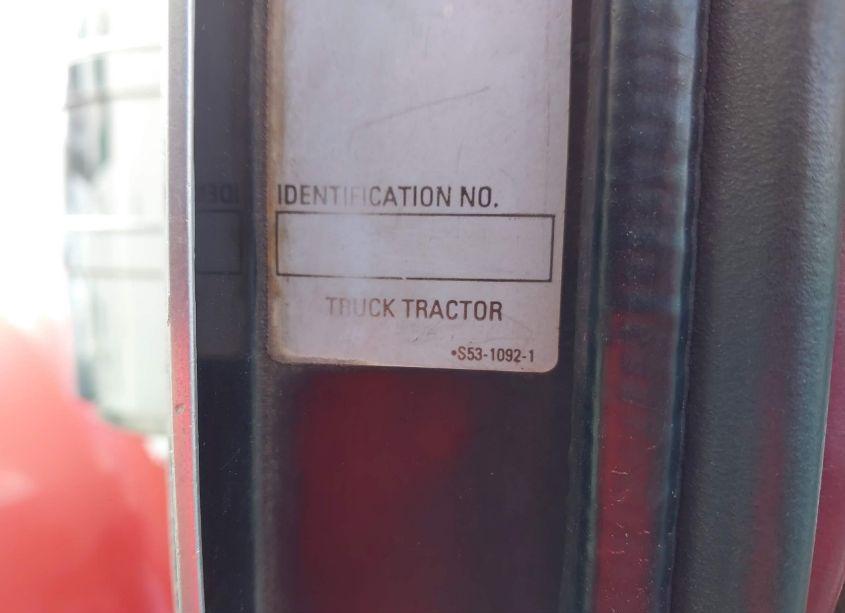 IDENTIFICATION NO.
TRUCK TRACTOR
•S53-1092-1